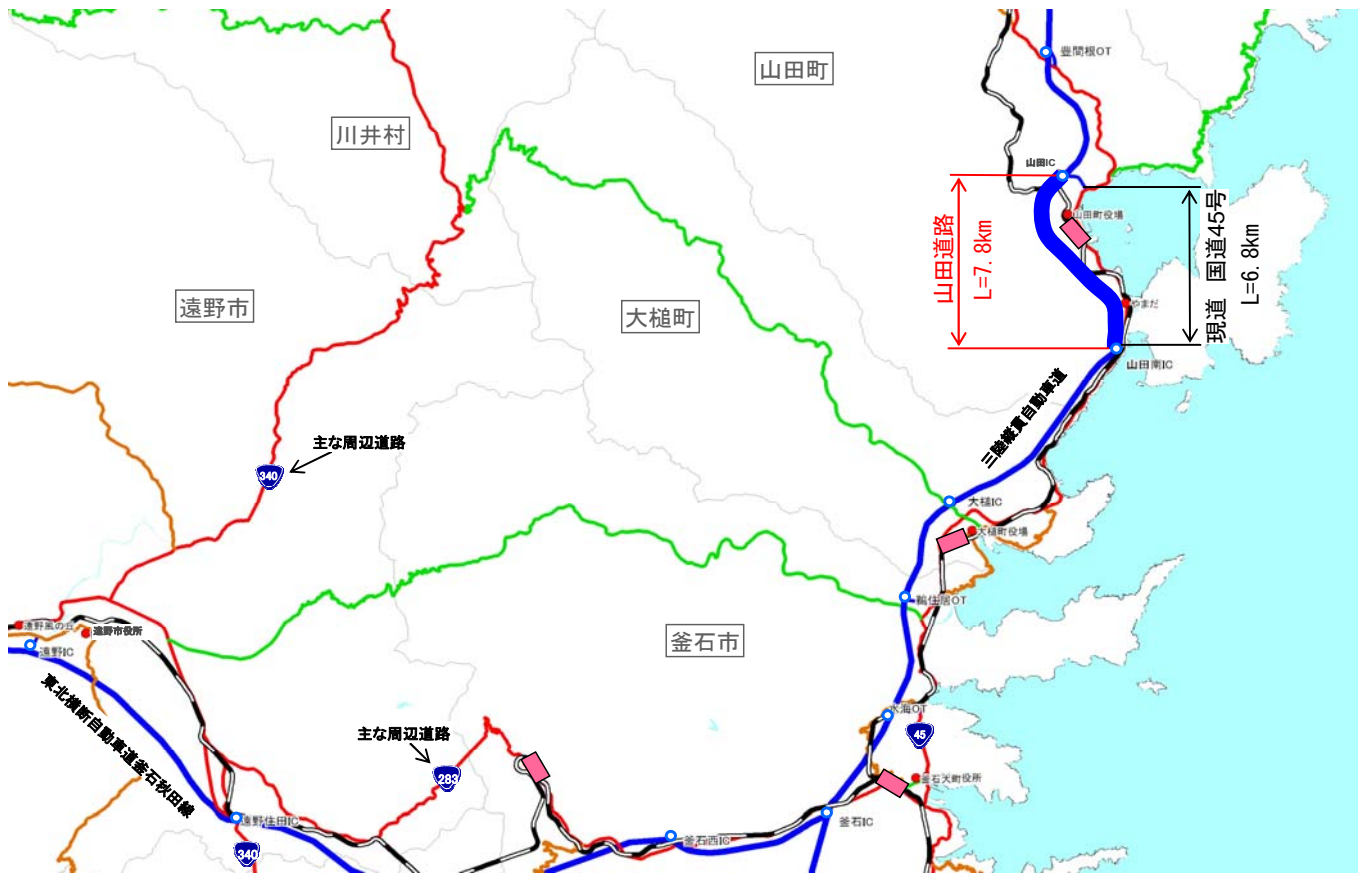 豊間根OT
山田町
川井村
山田IC
山田町役場
山田道路
L=7.8km
現道 国道45号
L=6.8km
遠野市
大槌町
やまだ
山田南IC
三陸縦貫自動車道
主な周辺道路
340
大槌IC
大槌町役場
鵜住居OT
遠野風の丘
遠野市役所
遠野IC
釜石市
東北横断自動車道釜石秋田線
水海OT
45
主な周辺道路
283
釜石天町役所
遠野住田IC
釜石IC
釜石西IC
340